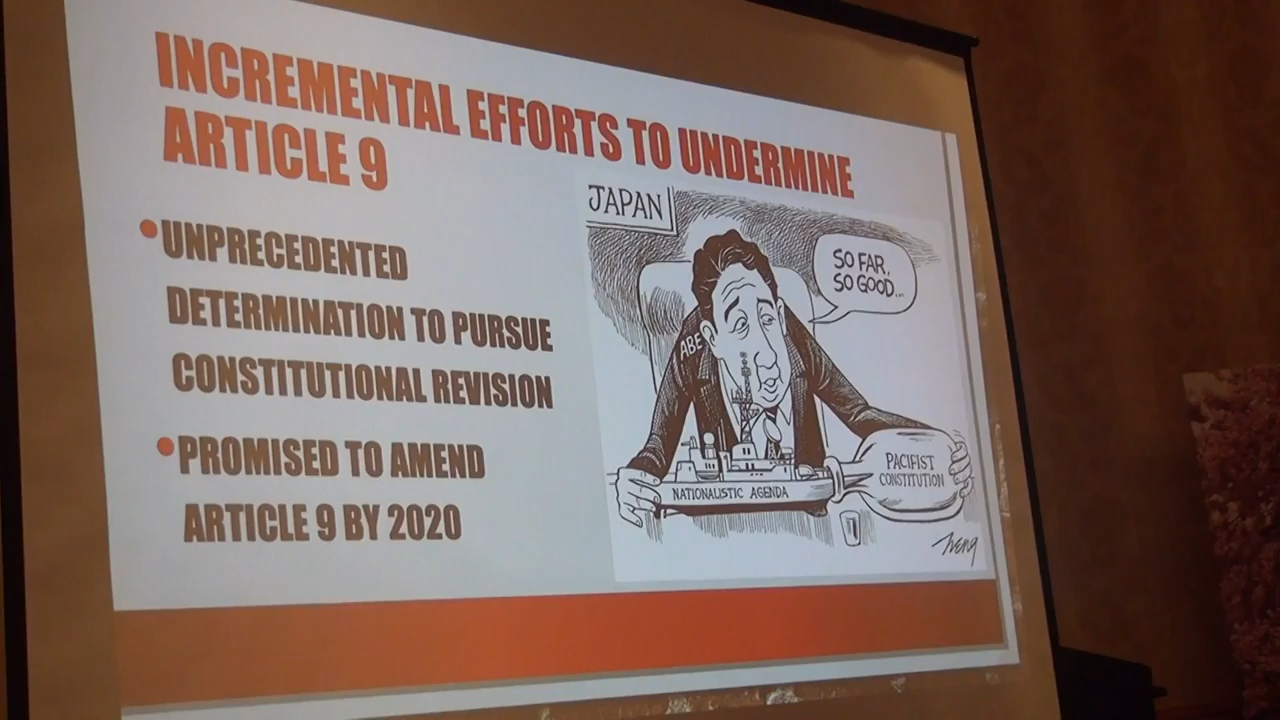 INCREMENTAL EFFORTS TO UNDERMINE
ARTICLE 9
•UNPRECEDENTED
DETERMINATION TO PURSUE
CONSTITUTIONAL REVISION
•PROMISED TO AMEND
ARTICLE 9 BY 2020
JAPAN
SO FAR,
SO GOOD...
ABE
PACIFIST
CONSTITUTION
NATIONALISTIC AGENDA
Heng